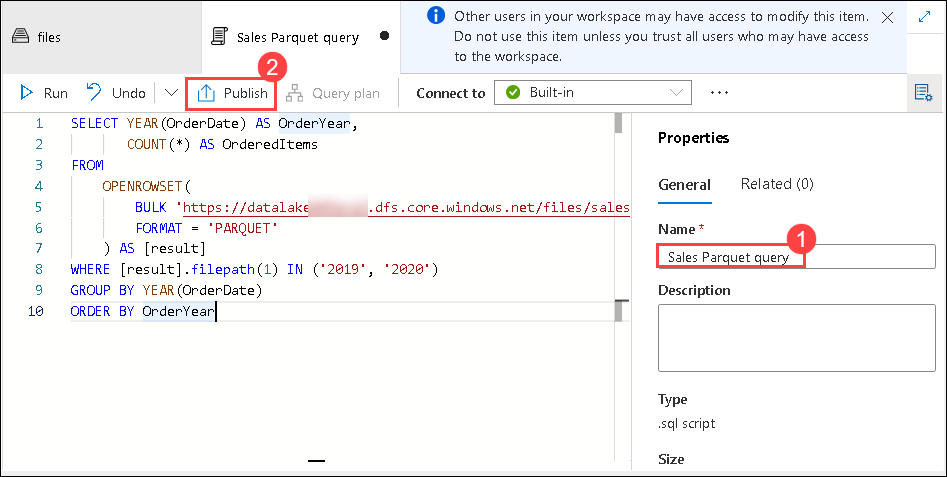 files
Sales Parquet query
Other users in your workspace may have access to modify this item.
Do not use this item unless you trust all users who may have access
to the workspace.
2
Run Undo Publish Query plan Connect to Built-in
1 SELECT YEAR(OrderDate) AS OrderYear,
2 COUNT(*) AS OrderedItems
3 FROM
4 OPENROWSET(
5 BULK 'https://datalake .dfs.core.windows.net/files/sales
6 FORMAT = 'PARQUET'
7 ) AS [result]
8 WHERE [result].filepath(1) IN ('2019', '2020')
9 GROUP BY YEAR(OrderDate)
10 ORDER BY OrderYear
Properties
General Related (0)
Name *
1
Sales Parquet query
Description
Type
.sql script
Size